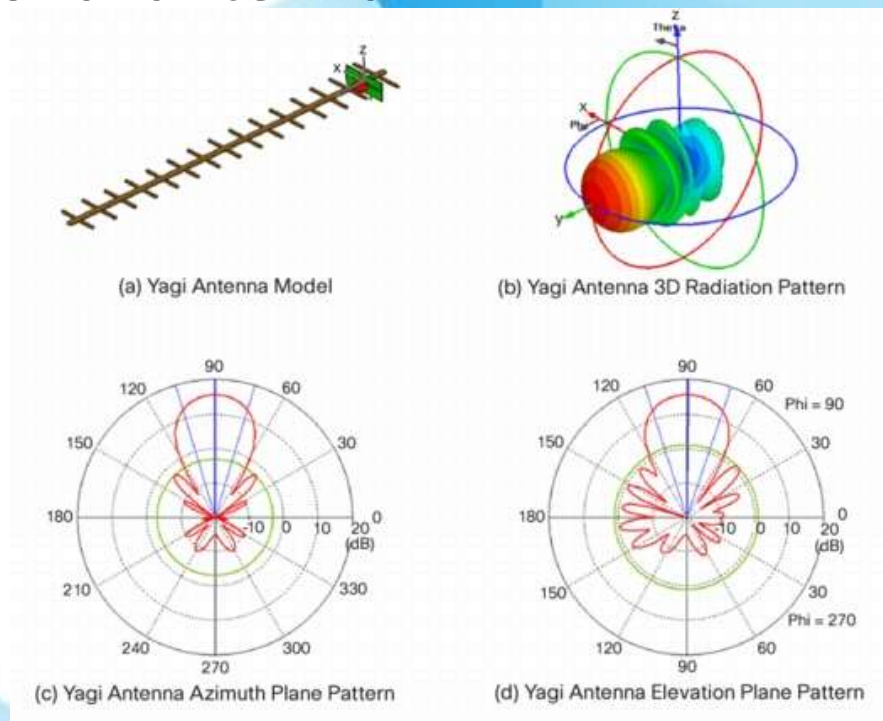 Z
X
(a) Yagi Antenna Model
Z
Theta
X
Phi
y
(b) Yagi Antenna 3D Radiation Pattern
90
120
60
150
30
180
-10
0
10
20
0
(dB)
210
330
240
300
270
(c) Yagi Antenna Azimuth Plane Pattern
90
120
60
Phi = 90
150
30
180
-10
0
10
20
0
(dB)
150
30
Phi = 270
120
60
90
(d) Yagi Antenna Elevation Plane Pattern